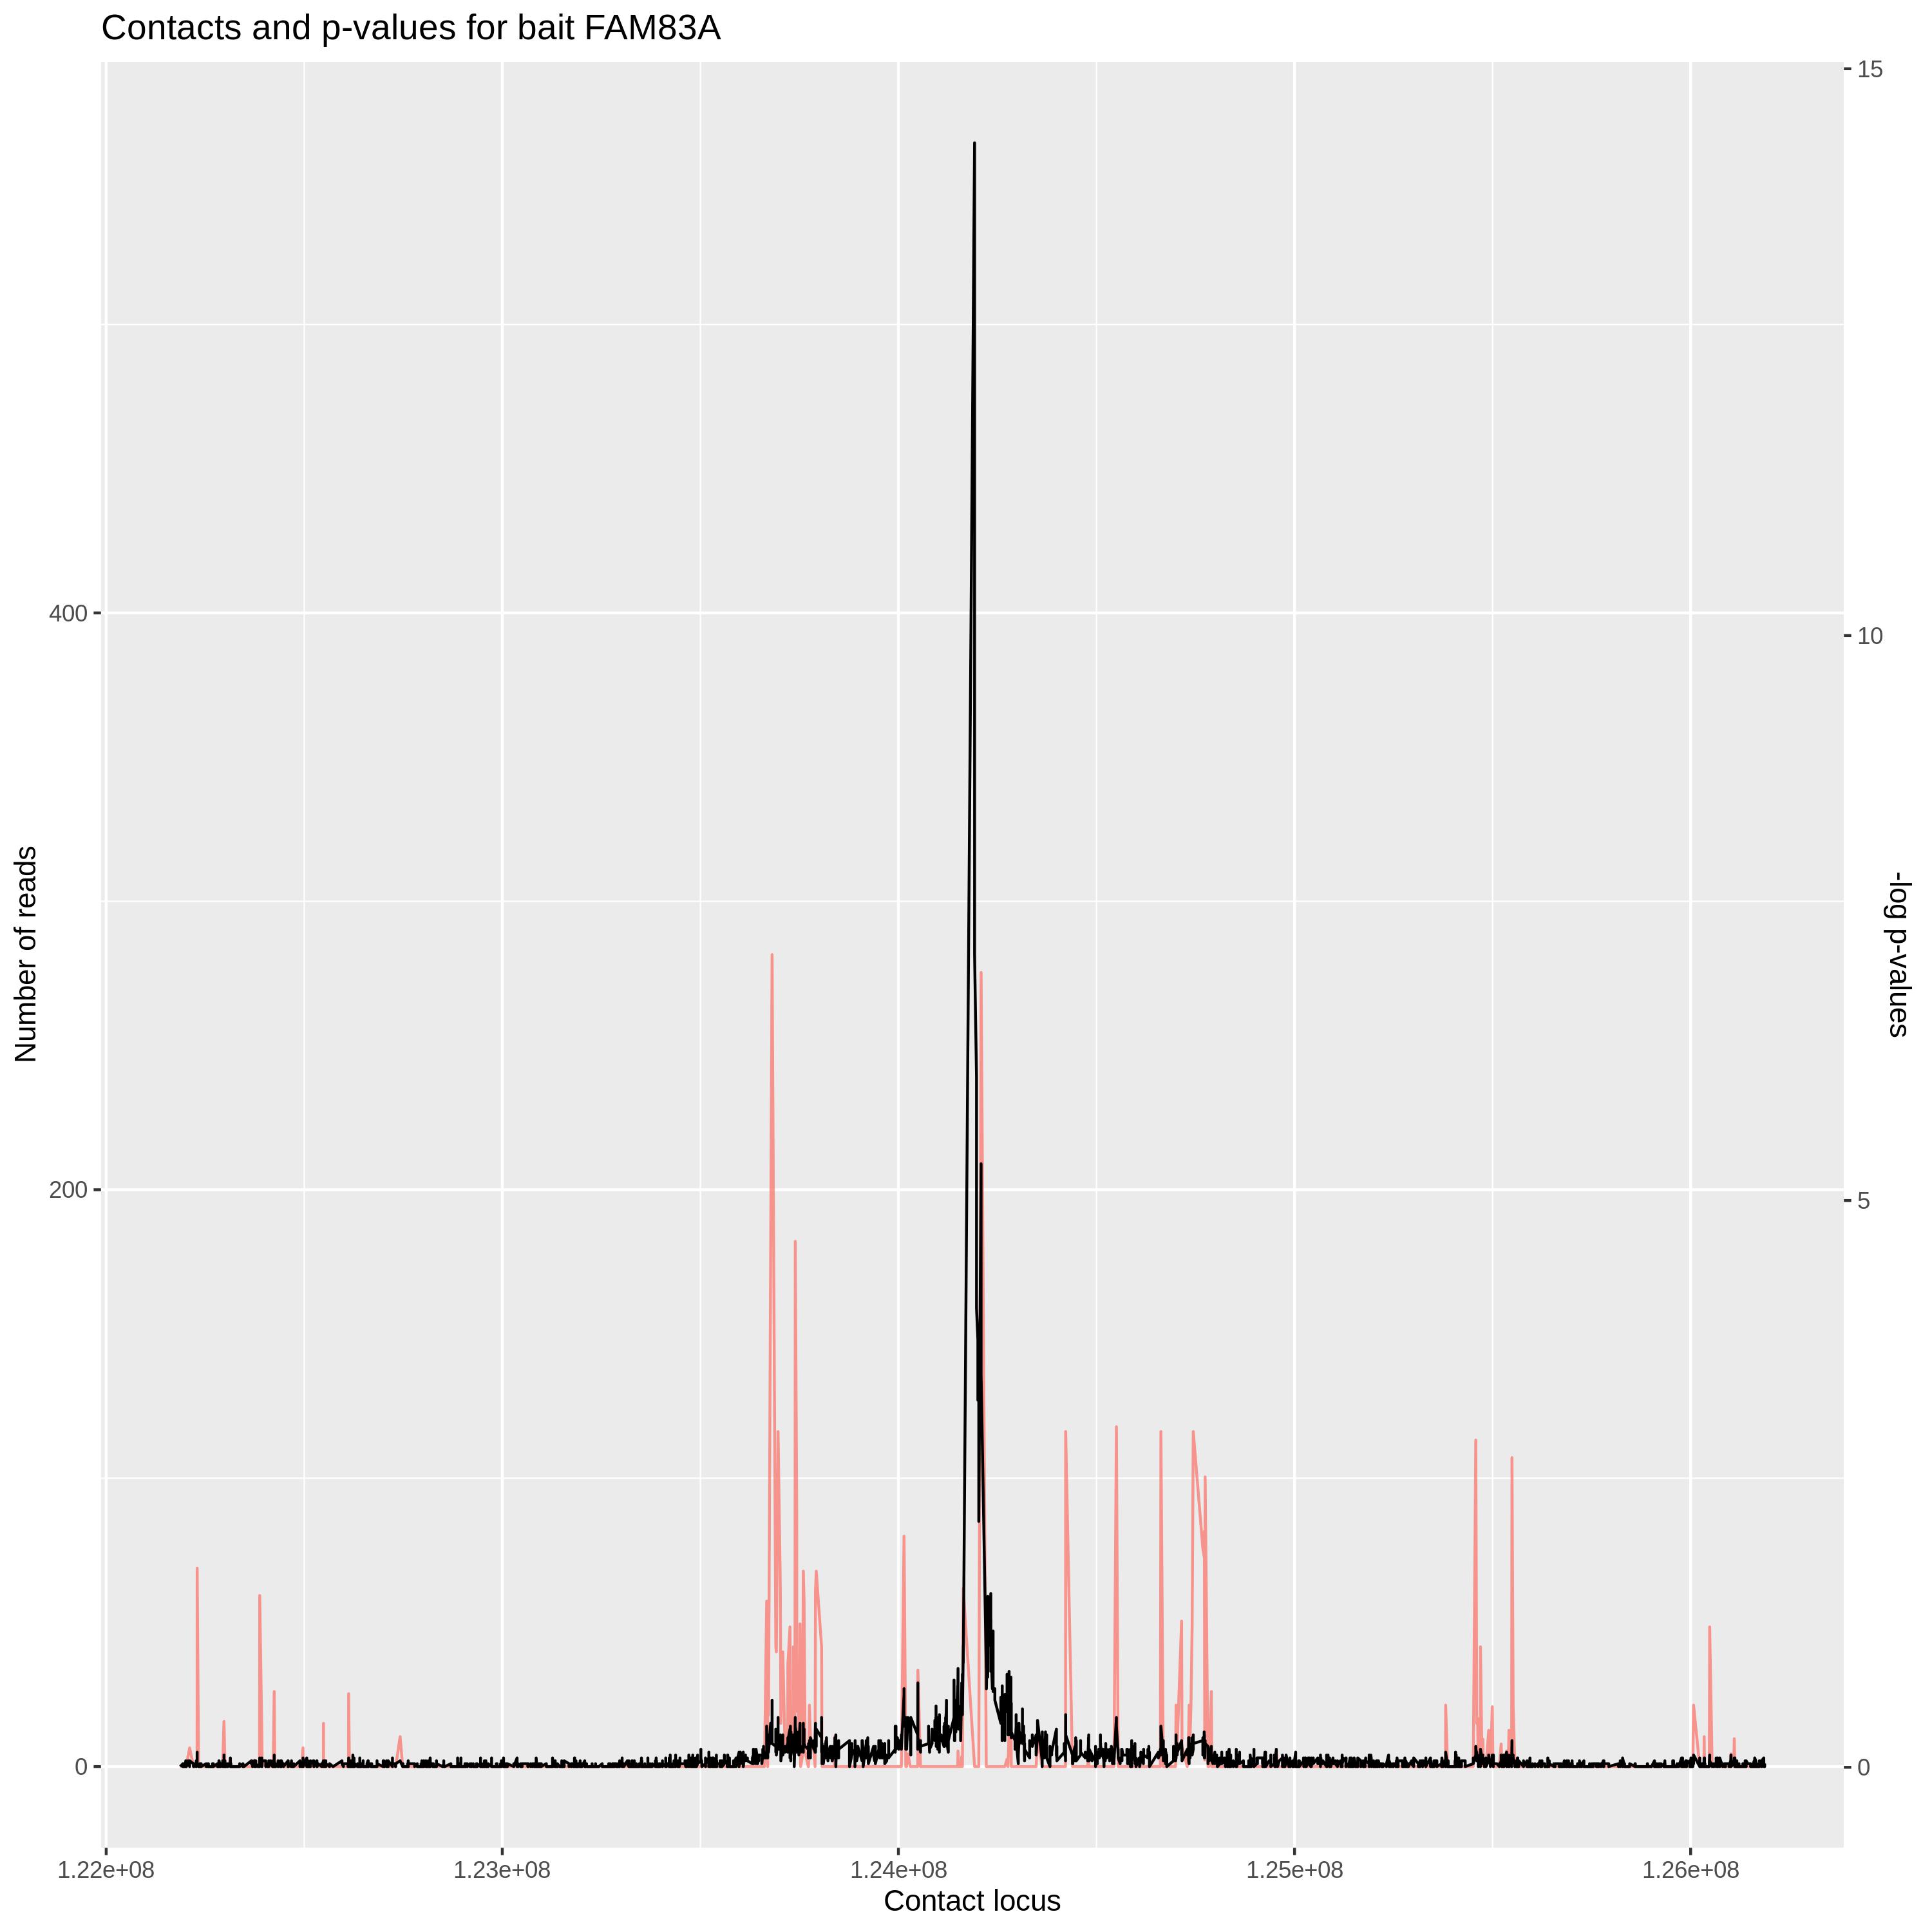 Contacts and p-values for bait FAM83A
15
400
10
Number of reads
-log p-values
200
5
0
0
1.22e+08
1.23e+08
1.24e+08
1.25e+08
1.26e+08
Contact locus